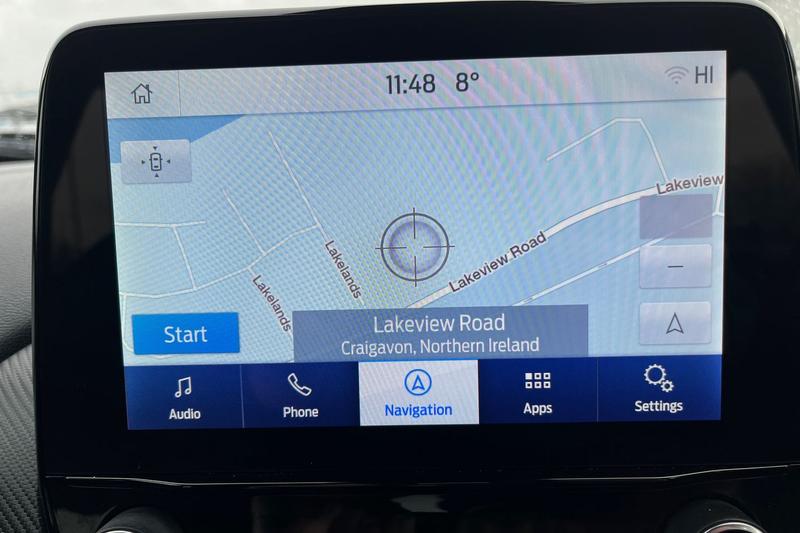 11:48 8° HI
Lakeview
Lakeview Road
Lakelands
Lakelands
Start
Lakeview Road
Craigavon, Northern Ireland
Audio
Phone
Navigation
Apps
Settings